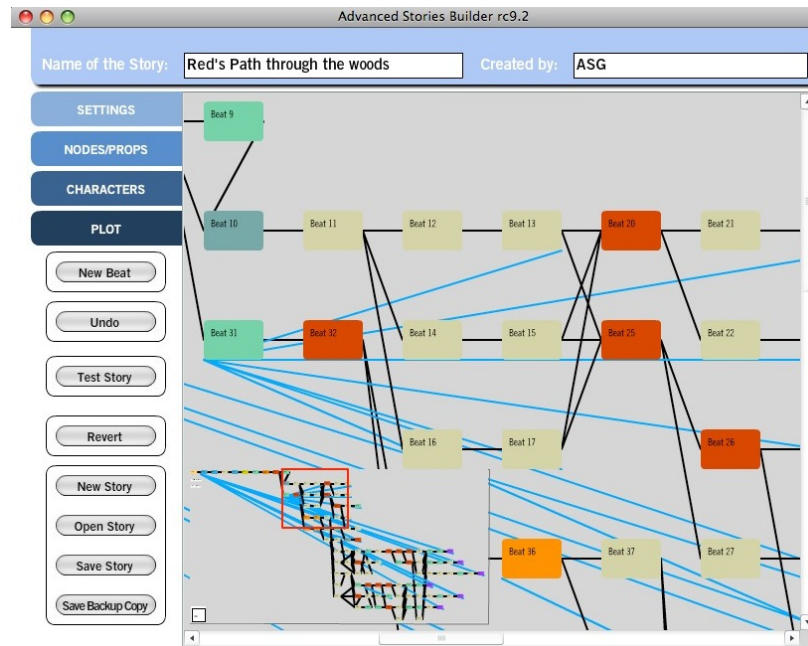 Advanced Stories Builder rc9.2
Name of the Story: Red's Path through the woods Created by: ASG
SETTINGS
NODES/PROPS
CHARACTERS
PLOT
New Beat
Undo
Test Story
Revert
New Story
Open Story
Save Story
Save Backup Copy
Beat 9
Beat 10 Beat 11 Beat 12 Beat 13 Beat 20 Beat 21
Beat 31 Beat 32 Beat 14 Beat 15 Beat 25 Beat 22
Beat 16 Beat 17 Beat 26
Beat 36 Beat 37 Beat 27